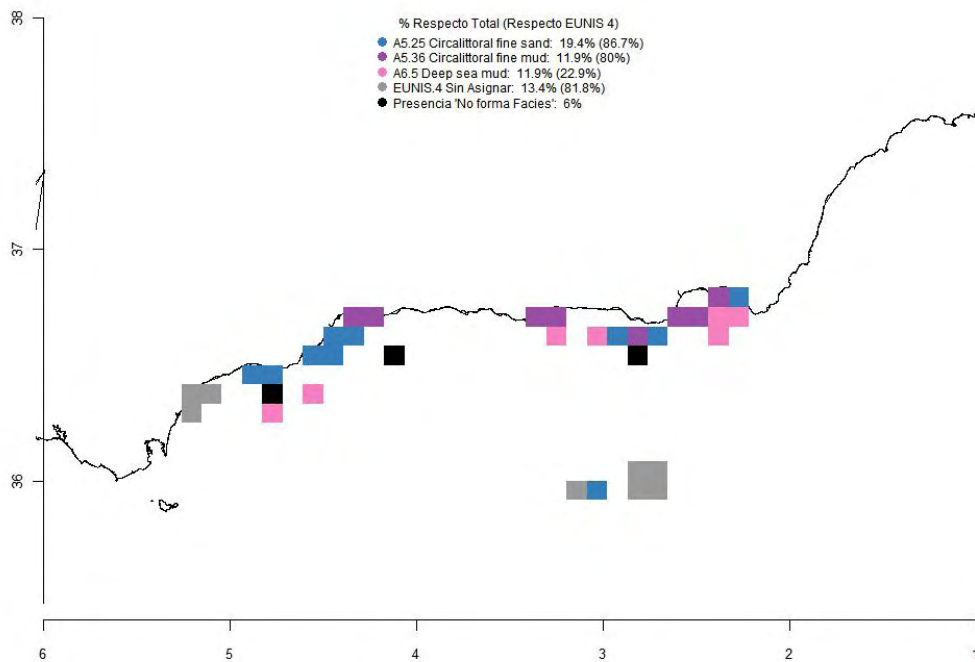 38
% Respecto Total (Respecto EUNIS 4)
A5.25 Circalittoral fine sand: 19.4% (86.7%)
A5.36 Circalittoral fine mud: 11.9% (80%)
A6.5 Deep sea mud: 11.9% (22.9%)
EUNIS.4 Sin Asignar: 13.4% (81.8%)
Presencia 'No forma Facies': 6%
37
36
6 5 4 3 2 1